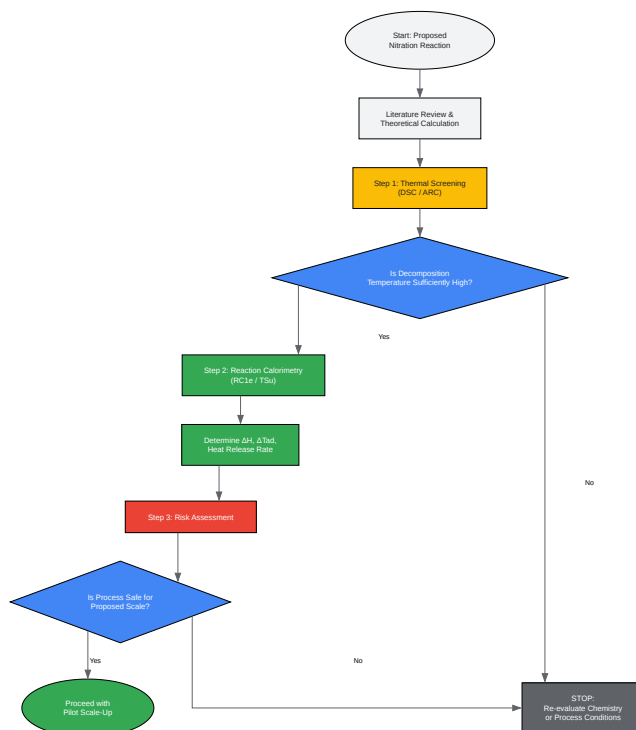 Start: Proposed
Nitration Reaction
Literature Review &
Theoretical Calculation
Step 1: Thermal Screening
(DSC / ARC)
Is Decomposition
Temperature Sufficiently High?
Yes
Step 2: Reaction Calorimetry
(RC1e / TSu)
Determine ΔH, ΔTad,
Heat Release Rate
No
Step 3: Risk Assessment
Is Process Safe for
Proposed Scale?
Yes
No
Proceed with
Pilot Scale-Up
STOP:
Re-evaluate Chemistry
or Process Conditions